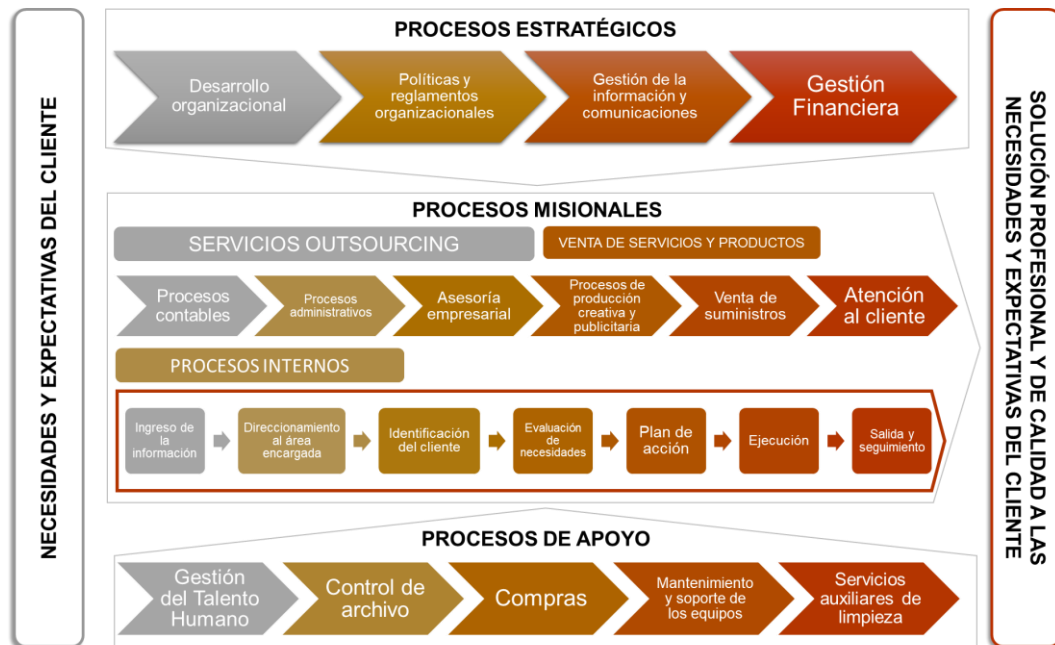 NECESIDADES Y EXPECTATIVAS DEL CLIENTE
PROCESOS ESTRATÉGICOS
Desarrollo
organizacional
Políticas y
reglamentos
organizacionales
Gestión de la
información y
comunicaciones
Gestión
Financiera
PROCESOS MISIONALES
SERVICIOS OUTSOURCING
VENTA DE SERVICIOS Y PRODUCTOS
Procesos
contables
Procesos
administrativos
Asesoría
empresarial
Procesos de
producción
creativa y
publicitaria
Venta de
suministros
Atención
al cliente
PROCESOS INTERNOS
Ingreso de
la
información
Direccionamiento
al área
encargada
Identificación
del cliente
Evaluación
de
necesidades
Plan de
acción
Ejecución
Salida y
seguimiento
PROCESOS DE APOYO
Gestión
del Talento
Humano
Control de
archivo
Compras
Mantenimiento
y soporte de
los equipos
Servicios
auxiliares de
limpieza
SOLUCIÓN PROFESIONAL Y DE CALIDAD A LAS
NECESIDADES Y EXPECTATIVAS DEL CLIENTE